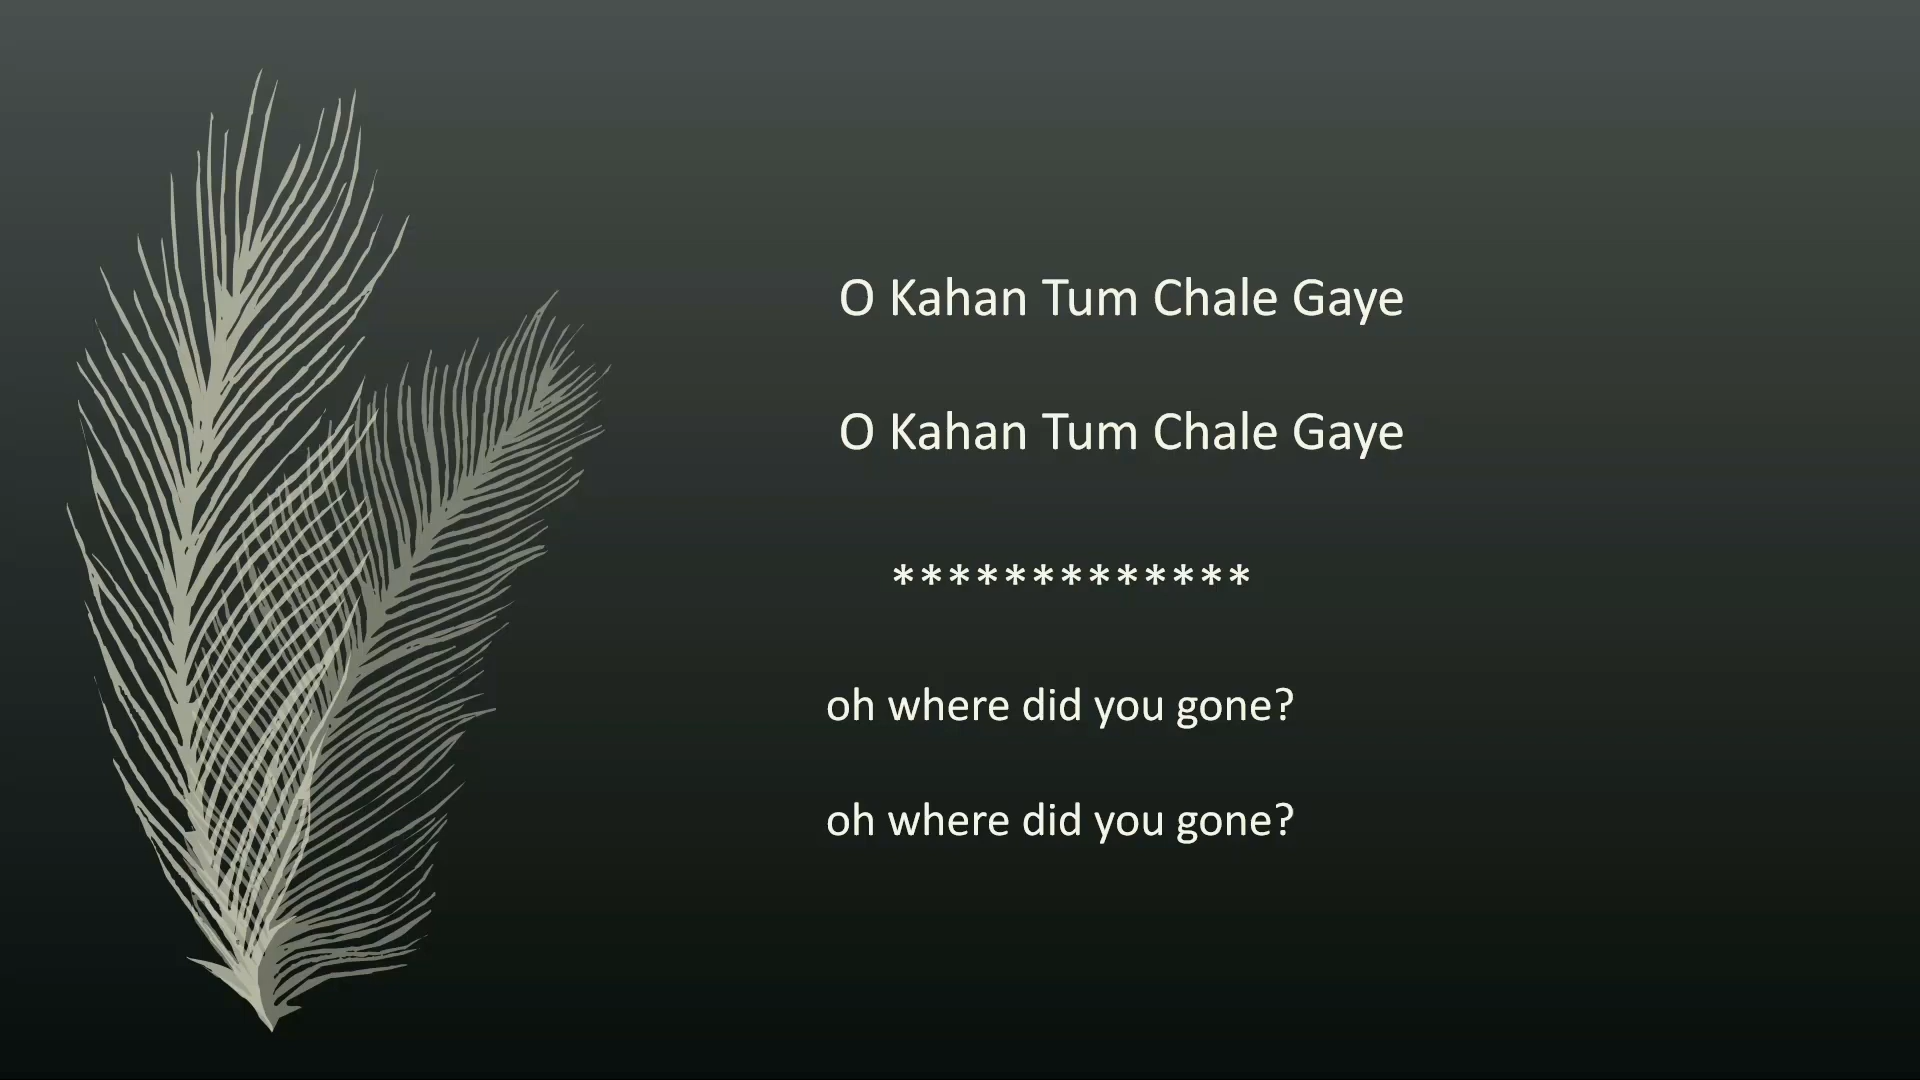 O Kahan Tum Chale Gaye
O Kahan Tum Chale Gaye
*************
oh where did you gone?
oh where did you gone?